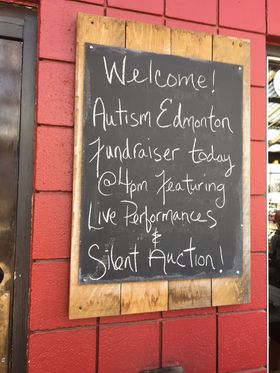 Welcome!
Autism Edmonton
Fundraiser today
@4pm Featuring
Live Performances
&
Silent Auction!